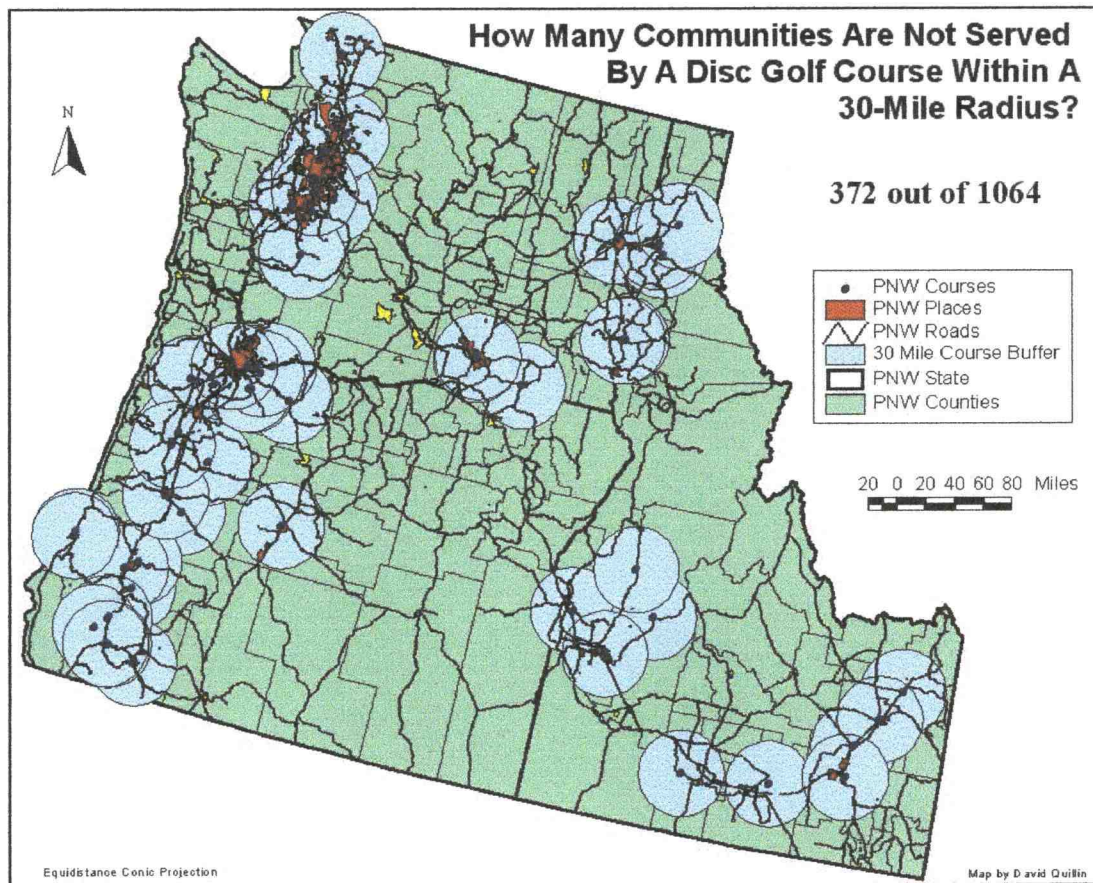 How Many Communities Are Not Served
By A Disc Golf Course Within A
30-Mile Radius?
N
372 out of 1064
PNW Courses
PNW Places
PNW Roads
30 Mile Course Buffer
PNW State
PNW Counties
20 0 20 40 60 80 Miles
Equidistance Conic Projection
Map by David Quillin